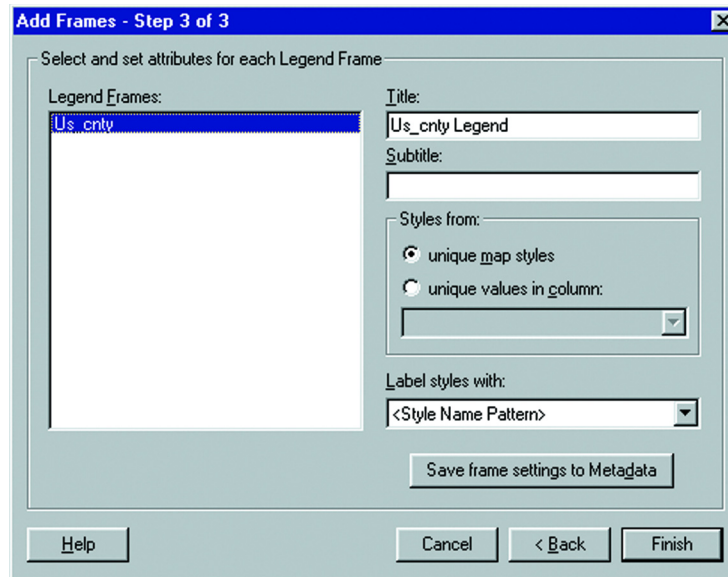 Add Frames - Step 3 of 3
Select and set attributes for each Legend Frame
Legend Frames:
Us_cnty
Title:
Us_cnty Legend
Subtitle:
Styles from:
unique map styles
unique values in column:
Label styles with:
<Style Name Pattern>
Save frame settings to Metadata
Help
Cancel
< Back
Finish